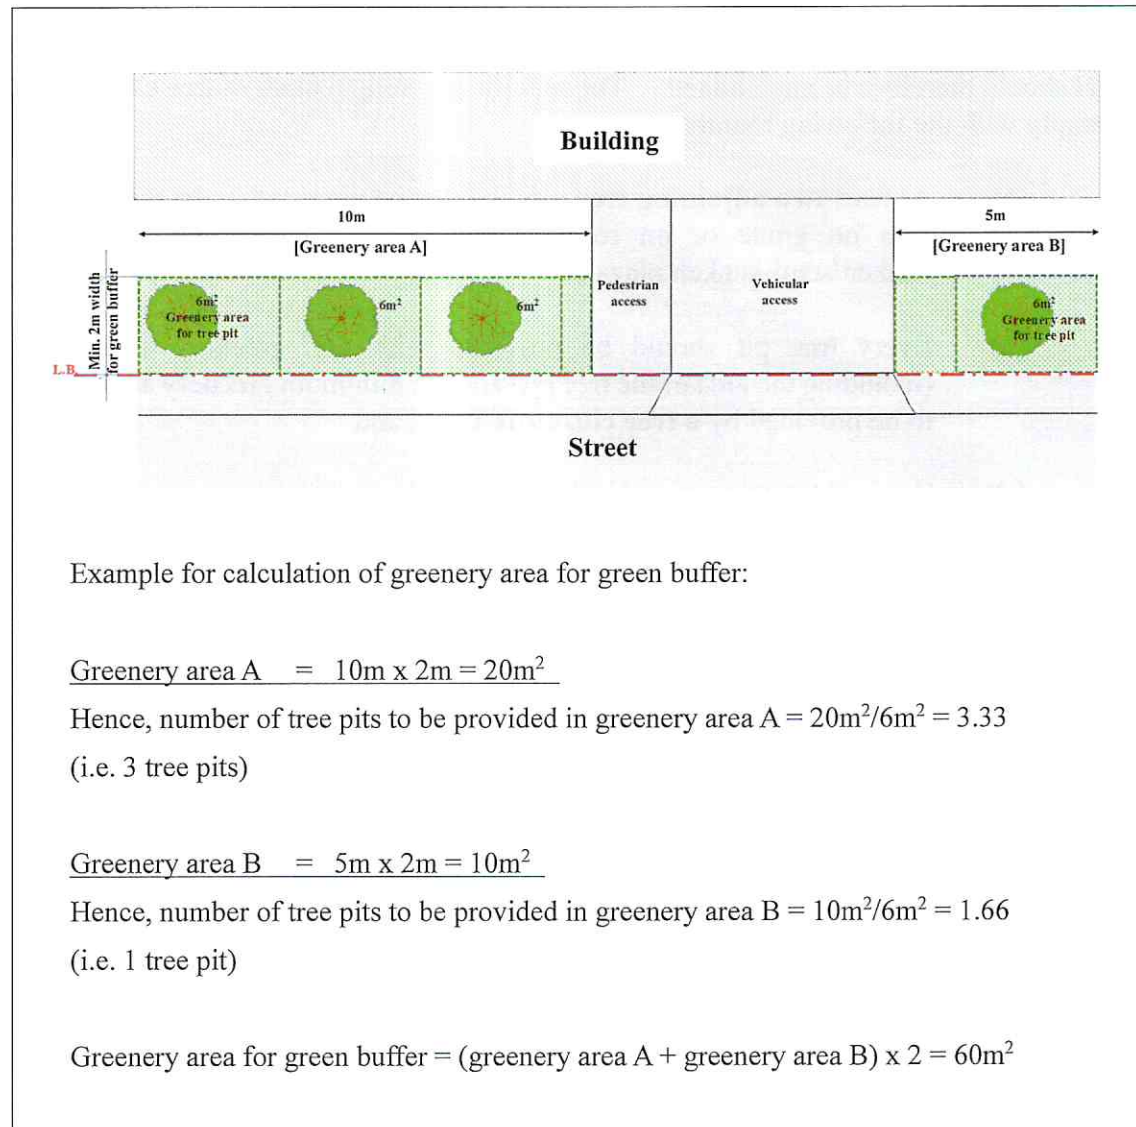 Building
10m
[Greenery area A]
5m
[Greenery area B]
Min. 2m width
for green buffer
6m²
Greenery area
for tree pit
6m²
6m²
Pedestrian
access
Vehicular
access
6m²
Greenery area
for tree pit
L.B.
Street
Example for calculation of greenery area for green buffer:
Greenery area A = 10m x 2m = 20m²
Hence, number of tree pits to be provided in greenery area A = 20m²/6m² = 3.33
(i.e. 3 tree pits)
Greenery area B = 5m x 2m = 10m²
Hence, number of tree pits to be provided in greenery area B = 10m²/6m² = 1.66
(i.e. 1 tree pit)
Greenery area for green buffer = (greenery area A + greenery area B) x 2 = 60m²